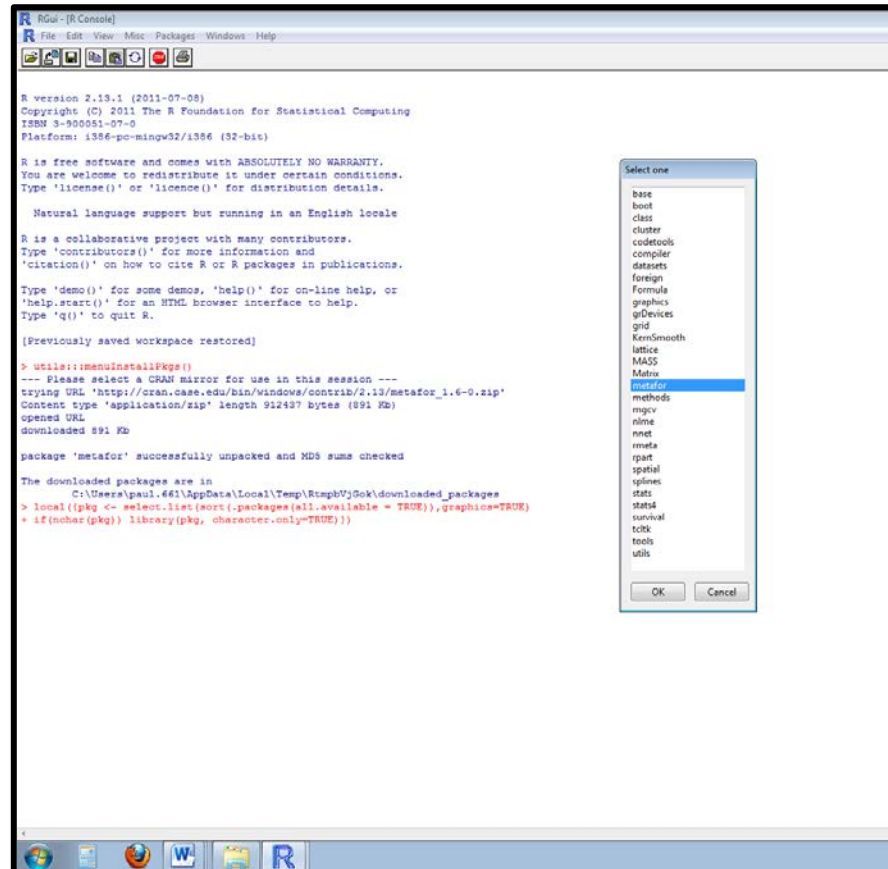 RGui - [R Console]
File Edit View Misc Packages Windows Help
STOP
R version 2.13.1 (2011-07-08)
Copyright (C) 2011 The R Foundation for Statistical Computing
ISBN 3-900051-07-0
Platform: i386-pc-mingw32/i386 (32-bit)
R is free software and comes with ABSOLUTELY NO WARRANTY.
You are welcome to redistribute it under certain conditions.
Type 'license()' or 'licence()' for distribution details.
Natural language support but running in an English locale
R is a collaborative project with many contributors.
Type 'contributors()' for more information and
'citation()' on how to cite R or R packages in publications.
Type 'demo()' for some demos, 'help()' for on-line help, or
'help.start()' for an HTML browser interface to help.
Type 'q()' to quit R.
[Previously saved workspace restored]
> utils:::menuInstallPkgs()
--- Please select a CRAN mirror for use in this session ---
trying URL 'http://cran.case.edu/bin/windows/contrib/2.13/metafor_1.6-0.zip'
Content type 'application/zip' length 912437 bytes (891 Kb)
opened URL
downloaded 891 Kb
package 'metafor' successfully unpacked and MD5 sums checked
The downloaded packages are in
C:\Users\paul.661\AppData\Local\Temp\RtmpbVjGok\downloaded_packages
> local({pkg <- select.list(sort(.packages(all.available = TRUE)),graphics=TRUE)
+ if(nchar(pkg)) library(pkg, character.only=TRUE)})
Select one
base
boot
class
cluster
codetools
compiler
datasets
foreign
Formula
graphics
grDevices
grid
KernSmooth
lattice
MASS
Matrix
metafor
methods
mgcv
nlme
nnet
rmeta
rpart
spatial
splines
stats
stats4
survival
tcltk
tools
utils
OK Cancel
W
R